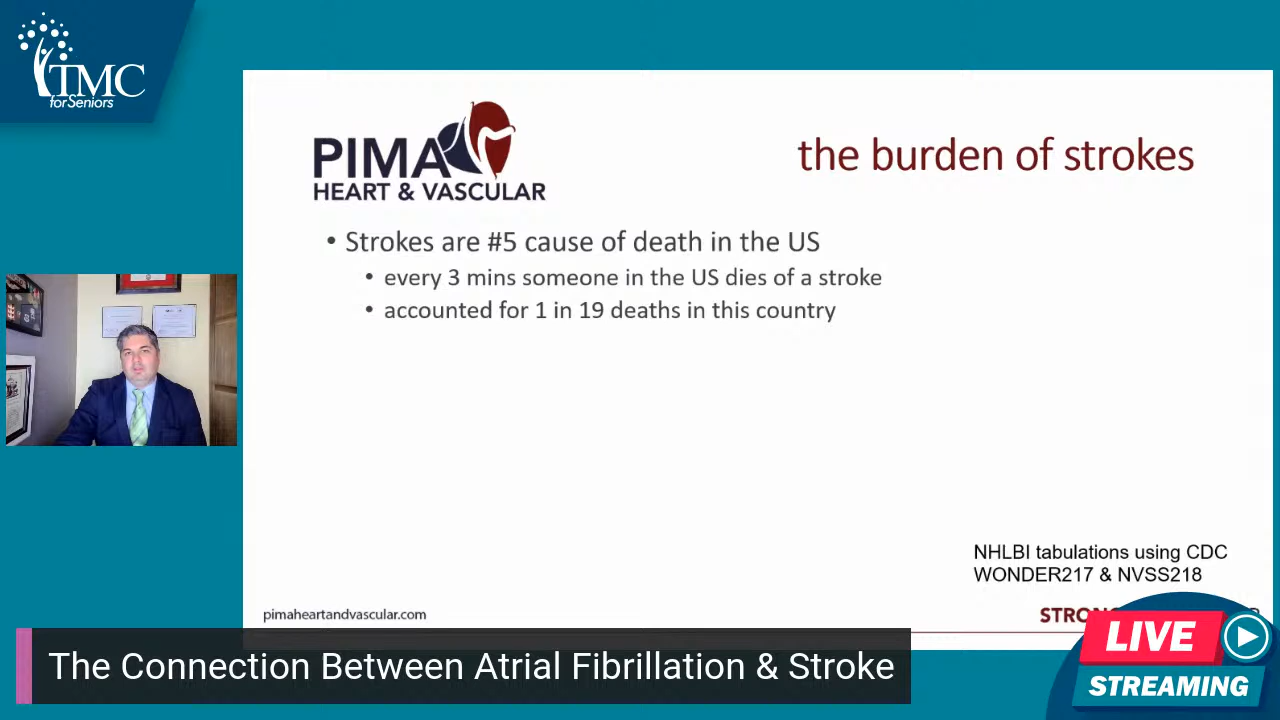 TMC
for Seniors
PIMA
HEART & VASCULAR
the burden of strokes
• Strokes are #5 cause of death in the US
• every 3 mins someone in the US dies of a stroke
• accounted for 1 in 19 deaths in this country
NHLBI tabulations using CDC
WONDER217 & NVSS218
pimaheartandvascular.com
The Connection Between Atrial Fibrillation & Stroke
LIVE
STREAMING